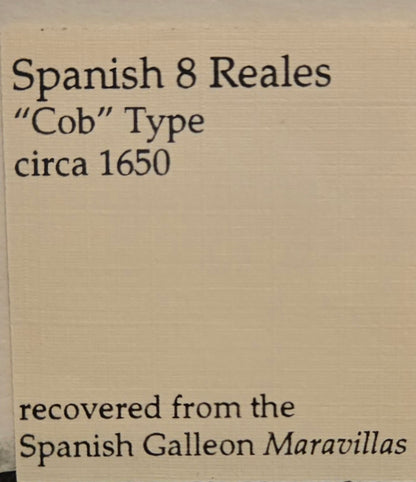 Spanish 8 Reales
“Cob” Type
circa 1650
recovered from the
Spanish Galleon Maravillas